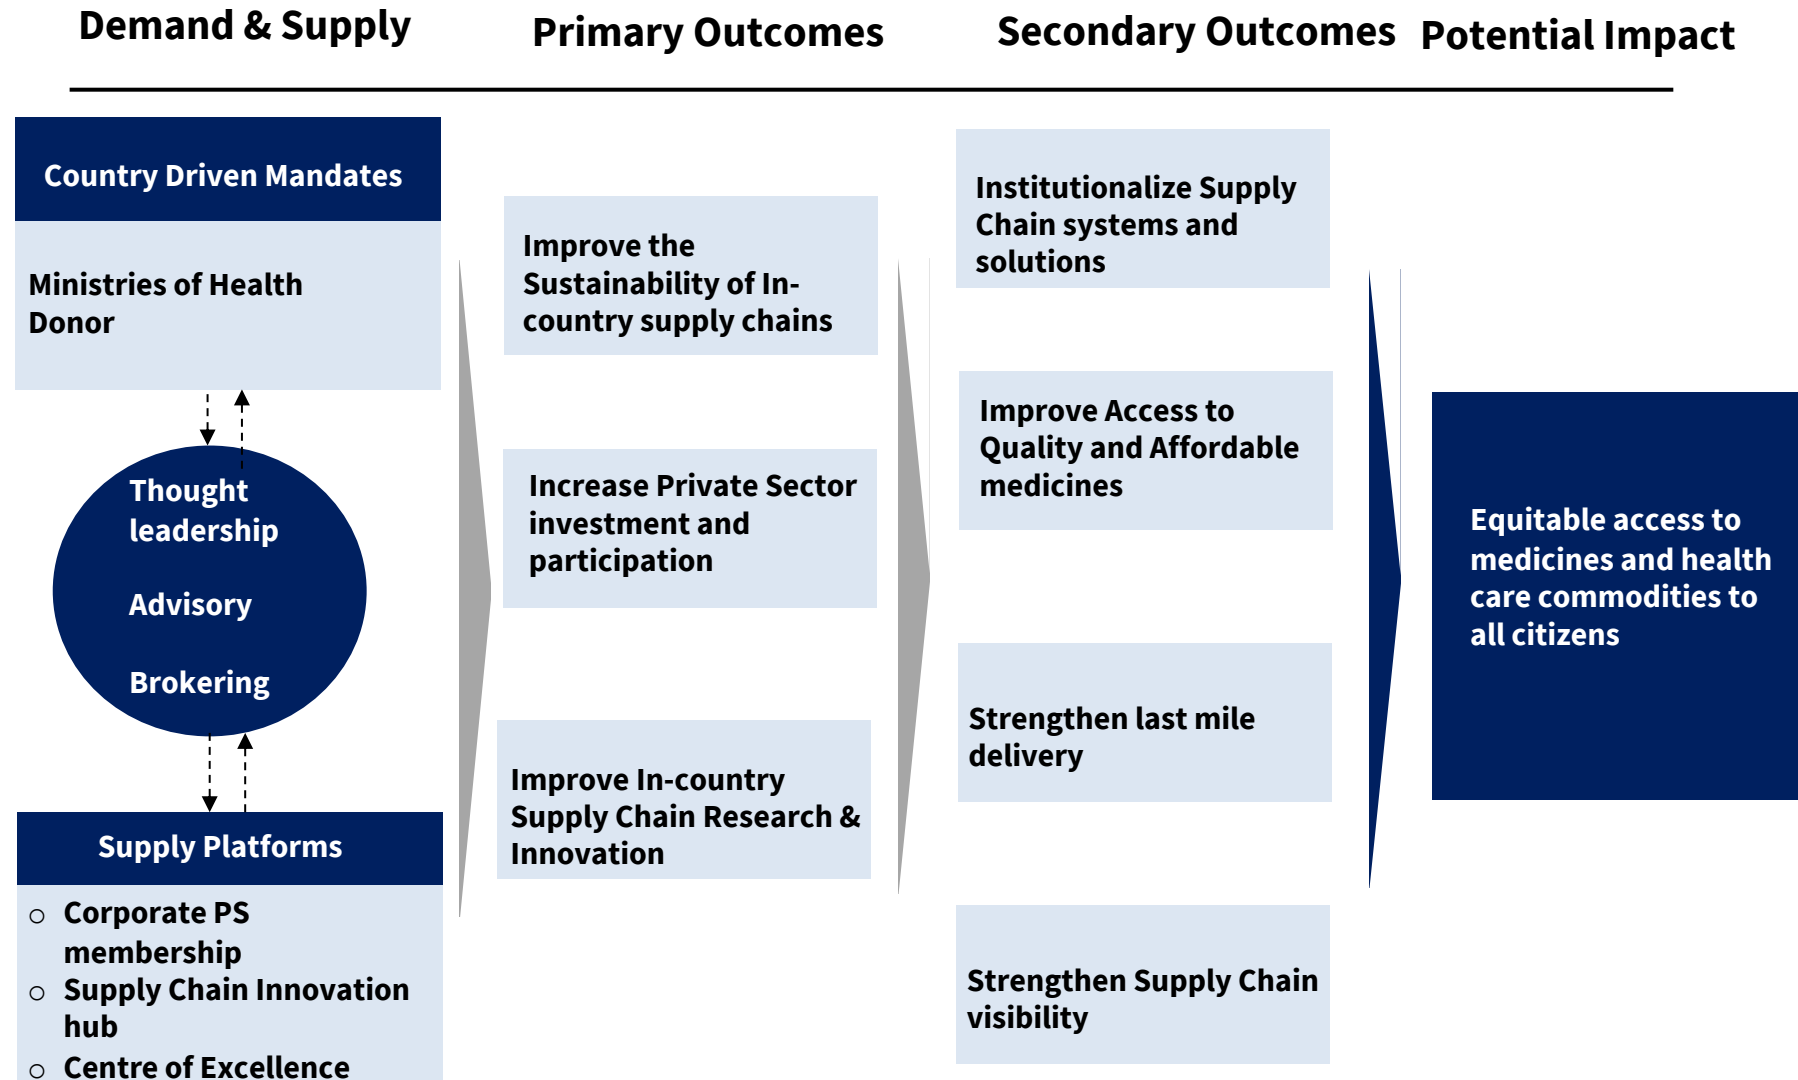 Demand & Supply
Primary Outcomes
Secondary Outcomes
Potential Impact
Country Driven Mandates
Ministries of Health
Donor
Thought
leadership
Advisory
Brokering
Supply Platforms
○ Corporate PS
membership
○ Supply Chain Innovation
hub
○ Centre of Excellence
Improve the
Sustainability of In-
country supply chains
Increase Private Sector
investment and
participation
Improve In-country
Supply Chain Research &
Innovation
Institutionalize Supply
Chain systems and
solutions
Improve Access to
Quality and Affordable
medicines
Strengthen last mile
delivery
Strengthen Supply Chain
visibility
Equitable access to
medicines and health
care commodities to
all citizens